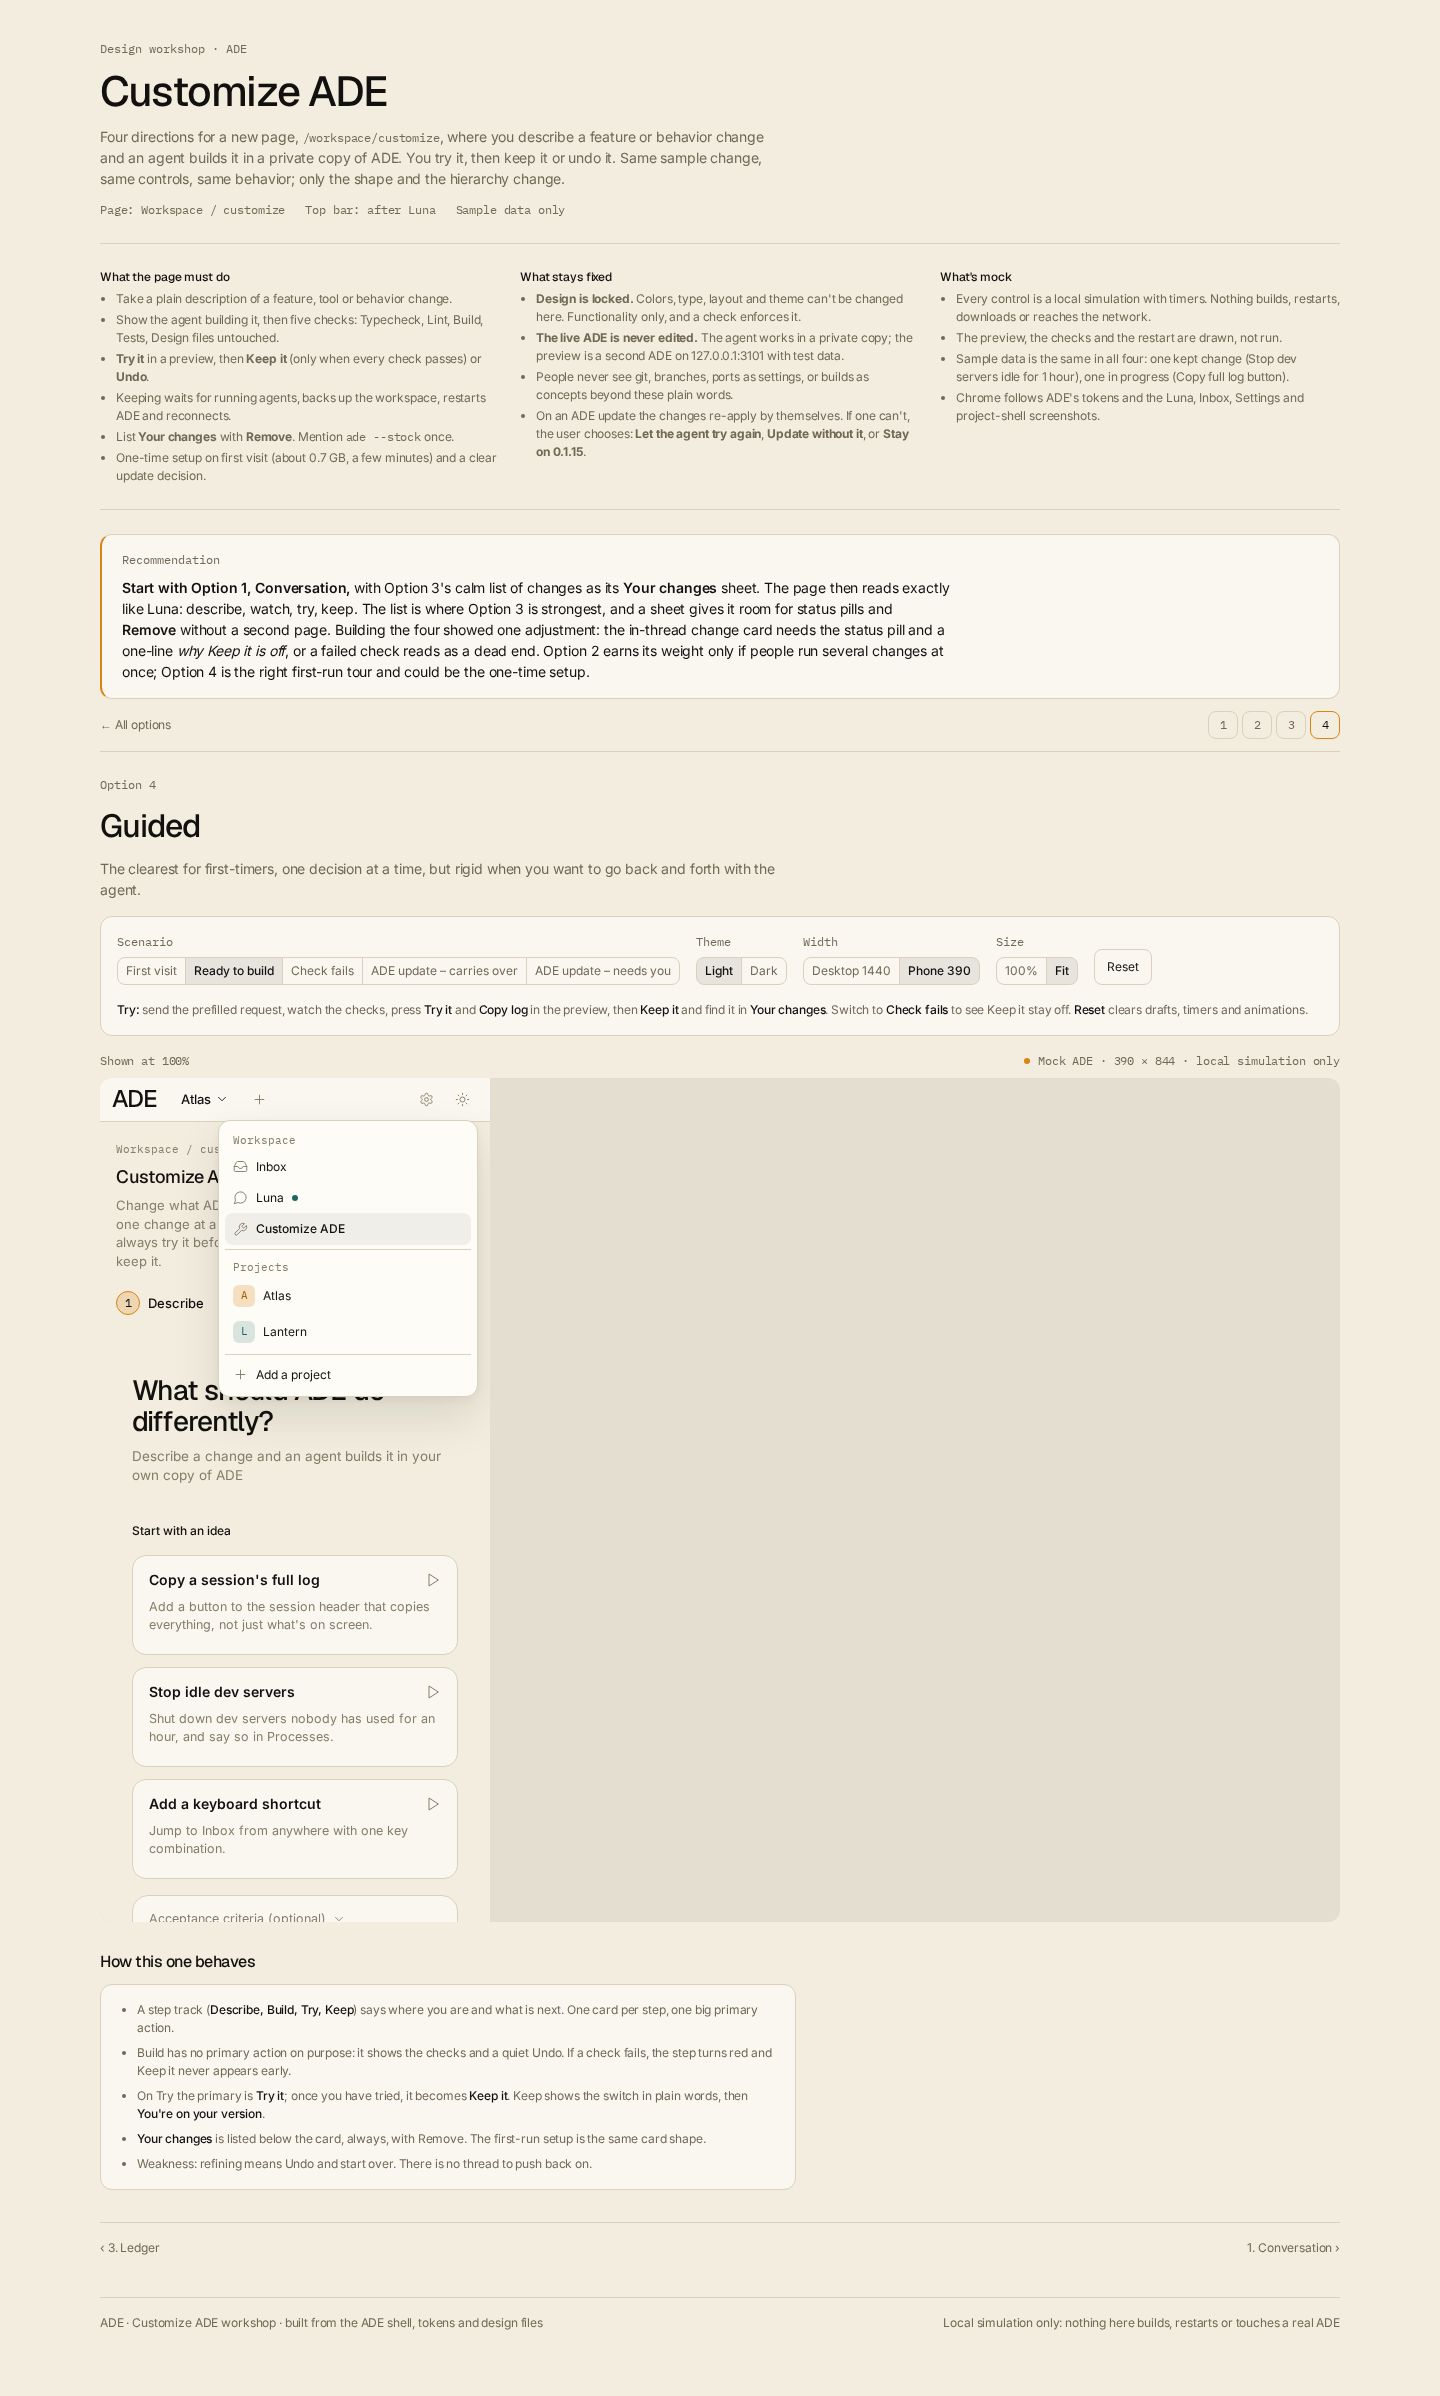 Design workshop · ADE
Customize ADE
Four directions for a new page, /workspace/customize, where you describe a feature or behavior change
and an agent builds it in a private copy of ADE. You try it, then keep it or undo it. Same sample change,
same controls, same behavior; only the shape and the hierarchy change.
Page: Workspace / customize Top bar: after Luna Sample data only
What the page must do
• Take a plain description of a feature, tool or behavior change.
• Show the agent building it, then five checks: Typecheck, Lint, Build,
Tests, Design files untouched.
• Try it in a preview, then Keep it (only when every check passes) or
Undo.
• Keeping waits for running agents, backs up the workspace, restarts
ADE and reconnects.
• List Your changes with Remove. Mention ade --stock once.
• One-time setup on first visit (about 0.7 GB, a few minutes) and a clear
update decision.
What stays fixed
• Design is locked. Colors, type, layout and theme can't be changed
here. Functionality only, and a check enforces it.
• The live ADE is never edited. The agent works in a private copy; the
preview is a second ADE on 127.0.0.1:3101 with test data.
• People never see git, branches, ports as settings, or builds as
concepts beyond these plain words.
• On an ADE update the changes re-apply by themselves. If one can't,
the user chooses: Let the agent try again, Update without it, or Stay
on 0.1.15.
What's mock
• Every control is a local simulation with timers. Nothing builds, restarts,
downloads or reaches the network.
• The preview, the checks and the restart are drawn, not run.
• Sample data is the same in all four: one kept change (Stop dev
servers idle for 1 hour), one in progress (Copy full log button).
• Chrome follows ADE's tokens and the Luna, Inbox, Settings and
project-shell screenshots.
Recommendation
Start with Option 1, Conversation, with Option 3's calm list of changes as its Your changes sheet. The page then reads exactly
like Luna: describe, watch, try, keep. The list is where Option 3 is strongest, and a sheet gives it room for status pills and
Remove without a second page. Building the four showed one adjustment: the in-thread change card needs the status pill and a
one-line why Keep it is off, or a failed check reads as a dead end. Option 2 earns its weight only if people run several changes at
once; Option 4 is the right first-run tour and could be the one-time setup.
← All options
1 2 3 4
Option 4
Guided
The clearest for first-timers, one decision at a time, but rigid when you want to go back and forth with the
agent.
Scenario Theme Width Size
First visit Ready to build Check fails ADE update – carries over ADE update – needs you Light Dark Desktop 1440 Phone 390 100% Fit Reset
Try: send the prefilled request, watch the checks, press Try it and Copy log in the preview, then Keep it and find it in Your changes. Switch to Check fails to see Keep it stay off. Reset clears drafts, timers and animations.
Shown at 100%
Mock ADE · 390 × 844 · local simulation only
ADE Atlas
Workspace / cus
Customize A
Change what AD
one change at a
always try it befo
keep it.
1 Describe
Workspace
Inbox
Luna
Customize ADE
Projects
A Atlas
L Lantern
Add a project
What should ADE do
differently?
Describe a change and an agent builds it in your
own copy of ADE
Start with an idea
Copy a session's full log
Add a button to the session header that copies
everything, not just what's on screen.
Stop idle dev servers
Shut down dev servers nobody has used for an
hour, and say so in Processes.
Add a keyboard shortcut
Jump to Inbox from anywhere with one key
combination.
Acceptance criteria (optional)
How this one behaves
• A step track (Describe, Build, Try, Keep) says where you are and what is next. One card per step, one big primary
action.
• Build has no primary action on purpose: it shows the checks and a quiet Undo. If a check fails, the step turns red and
Keep it never appears early.
• On Try the primary is Try it; once you have tried, it becomes Keep it. Keep shows the switch in plain words, then
You're on your version.
• Your changes is listed below the card, always, with Remove. The first-run setup is the same card shape.
• Weakness: refining means Undo and start over. There is no thread to push back on.
‹ 3. Ledger
1. Conversation ›
ADE · Customize ADE workshop · built from the ADE shell, tokens and design files
Local simulation only: nothing here builds, restarts or touches a real ADE